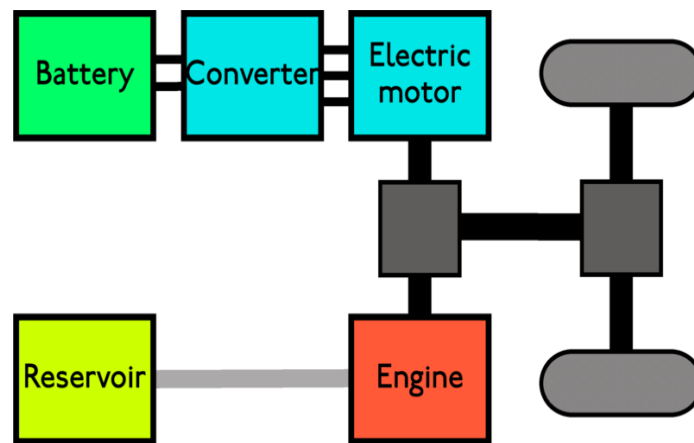 Battery
Converter
Electric
motor
Reservoir
Engine